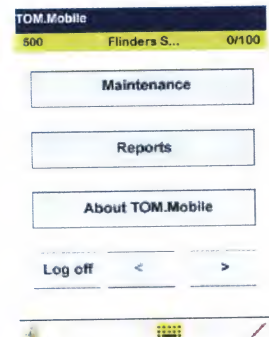 TOM.Mobile
500 Flinders S... 0/100
Maintenance
Reports
About TOM.Mobile
Log off < >